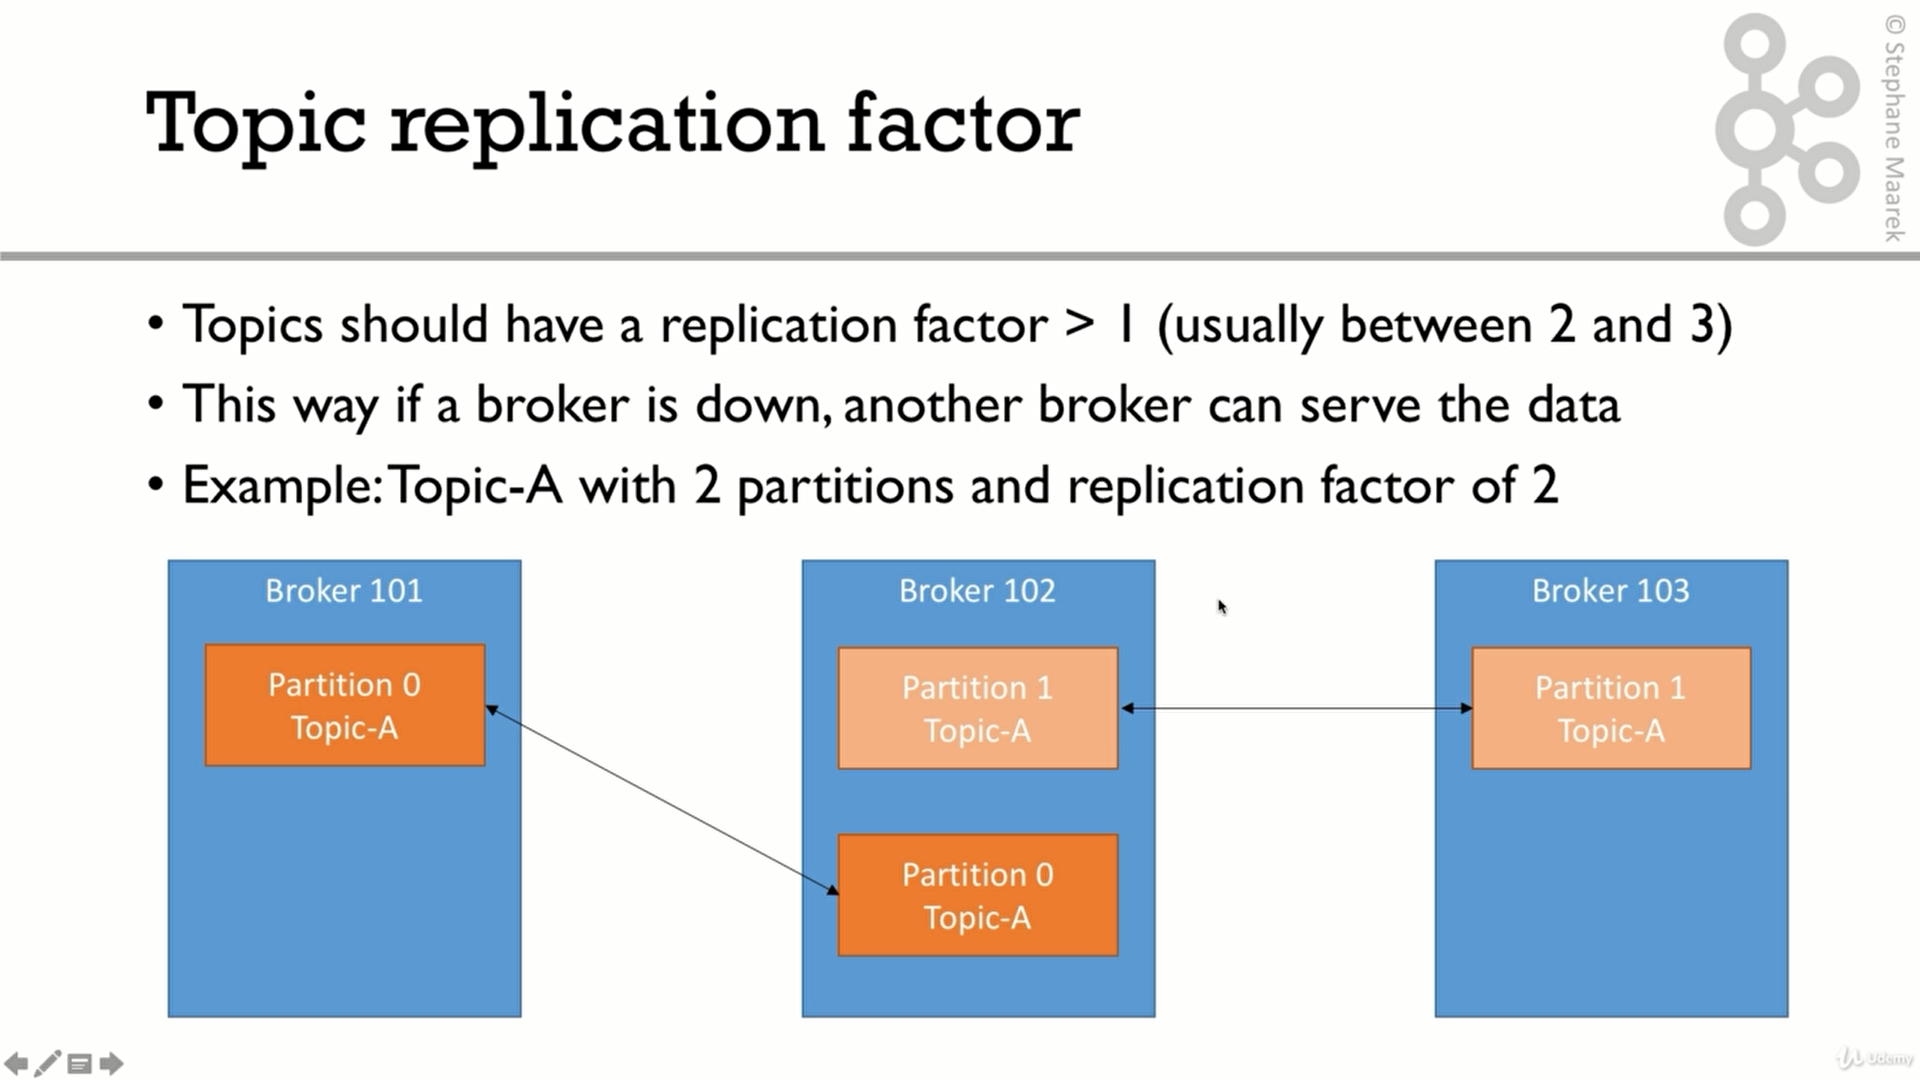 Topic replication factor
© Stephane Maarek
• Topics should have a replication factor > 1 (usually between 2 and 3)
• This way if a broker is down, another broker can serve the data
• Example: Topic-A with 2 partitions and replication factor of 2
Broker 101
Partition 0
Topic-A
Broker 102
Partition 1
Topic-A
Partition 0
Topic-A
Broker 103
Partition 1
Topic-A
Udemy